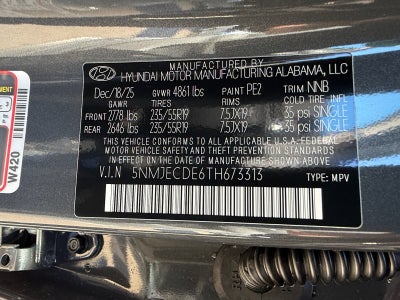 MANUFACTURED BY
HYUNDAI MOTOR MANUFACTURING ALABAMA, LLC
Dec/18/25 GVWR 4861 lbs PAINT PE2 TRIM NNB
GAWR TIRES RIMS COLD TIRE INFL
FRONT 2778 lbs 235/55R19 7.5JX19 35 psi SINGLE
REAR 2646 lbs 235/55R19 7.5JX19 35 psi SINGLE
THIS VEHICLE CONFORMS TO ALL APPLICABLE U.S.A. FEDERAL
MOTOR VEHICLE SAFETY AND THEFT PREVENTION STANDARDS
IN EFFECT ON THE DATE OF MANUFACTURE SHOWN ABOVE.
V.I.N 5NMJECDE6TH673313
TYPE: MPV
W420